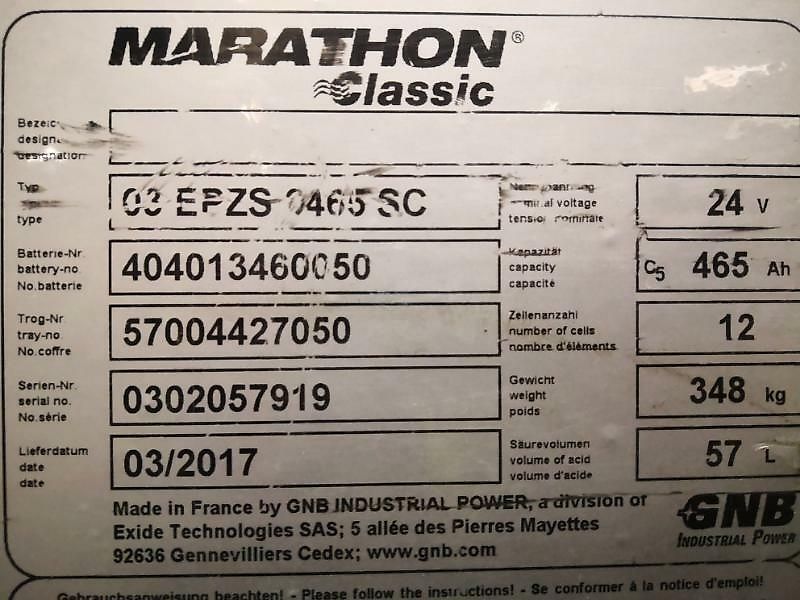 MARATHON®
Classic
designation
Typ
type
03 EPZS 0465 SC
nominal voltage
tension nominale
24 V
Batterie-Nr.
battery-no.
No.batterie
404013460050
Kapazität
capacity
capacité
C5 465 Ah
Trog-Nr.
tray-no.
No.coffre
57004427050
Zellenanzahl
number of cells
nombre d'éléments
12
Serien-Nr.
serial no.
No.série
0302057919
Gewicht
weight
poids
348 kg
Lieferdatum
date
date
03/2017
Säurevolumen
volume of acid
volume d'acide
57 L
Made in France by GNB INDUSTRIAL POWER, a division of
Exide Technologies SAS; 5 allée des Pierres Mayettes
92636 Gennevilliers Cedex; www.gnb.com
GNB
INDUSTRIAL POWER
Gebrauchsanweisung beachten! - Please follow the instructions! - Se conformer à la notice d'emploi!